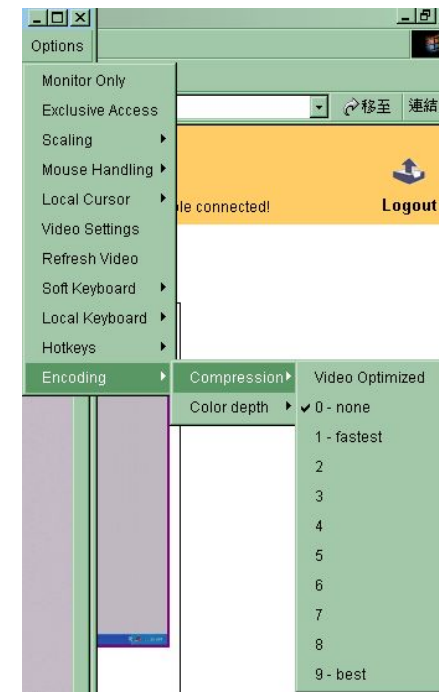 Options
Monitor Only
Exclusive Access
Scaling
Mouse Handling
Local Cursor
Video Settings
Refresh Video
Soft Keyboard
Local Keyboard
Hotkeys
Encoding
移至 連結
le connected!
Logout
Compression
Color depth
Video Optimized
0 - none
1 - fastest
2
3
4
5
6
7
8
9 - best